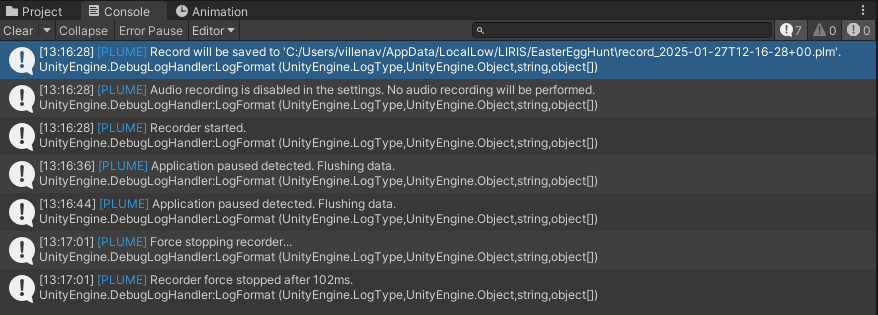 Project Console Animation
Clear Collapse Error Pause Editor 7 0 0
[13:16:28] [PLUME] Record will be saved to 'C:/Users/villenav/AppData/LocalLow/LIRIS/EasterEggHunt\record_2025-01-27T12-16-28+00.plm'.
UnityEngine.DebugLogHandler:LogFormat (UnityEngine.LogType,UnityEngine.Object,string,object[])
[13:16:28] [PLUME] Audio recording is disabled in the settings. No audio recording will be performed.
UnityEngine.DebugLogHandler:LogFormat (UnityEngine.LogType,UnityEngine.Object,string,object[])
[13:16:28] [PLUME] Recorder started.
UnityEngine.DebugLogHandler:LogFormat (UnityEngine.LogType,UnityEngine.Object,string,object[])
[13:16:36] [PLUME] Application paused detected. Flushing data.
UnityEngine.DebugLogHandler:LogFormat (UnityEngine.LogType,UnityEngine.Object,string,object[])
[13:16:44] [PLUME] Application paused detected. Flushing data.
UnityEngine.DebugLogHandler:LogFormat (UnityEngine.LogType,UnityEngine.Object,string,object[])
[13:17:01] [PLUME] Force stopping recorder...
UnityEngine.DebugLogHandler:LogFormat (UnityEngine.LogType,UnityEngine.Object,string,object[])
[13:17:01] [PLUME] Recorder force stopped after 102ms.
UnityEngine.DebugLogHandler:LogFormat (UnityEngine.LogType,UnityEngine.Object,string,object[])